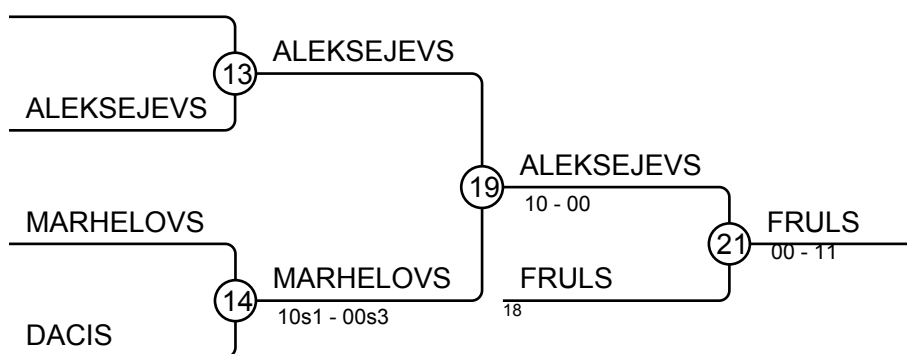 ALEKSEJEVS
13
ALEKSEJEVS
ALEKSEJEVS
19
10 - 00
MARHELOVS
FRULS
21
00 - 11
MARHELOVS
14
10s1 - 00s3
FRULS
18
DACIS